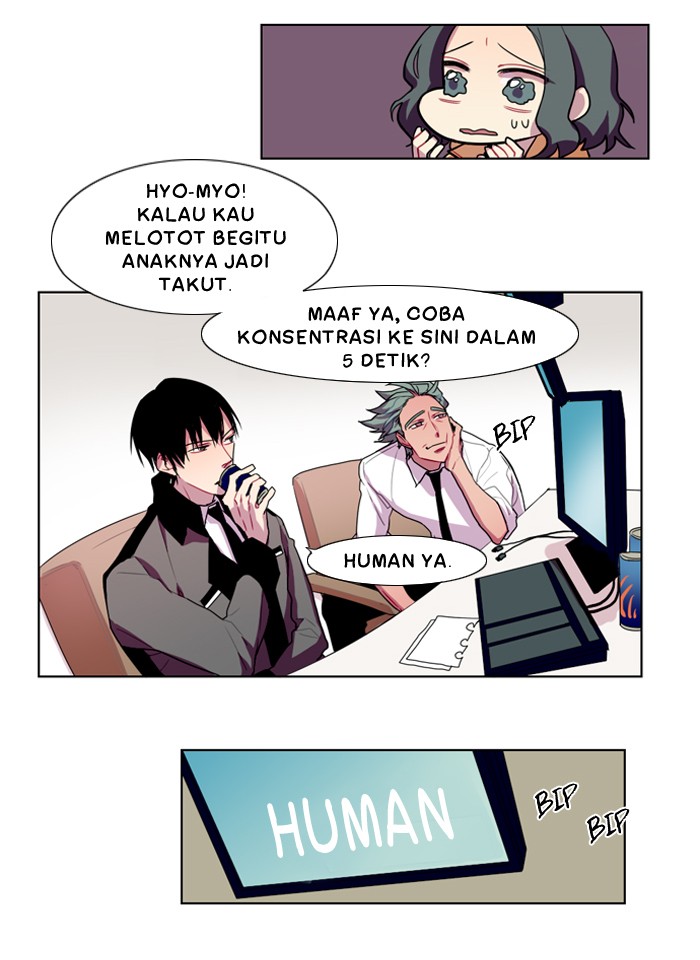 HYO-MYO!
KALAU KAU
MELOTOT BEGITU
ANAKNYA JADI
TAKUT.
MAAF YA, COBA
KONSENTRASI KE SINI DALAM
5 DETIK?
BIP
HUMAN YA.
HUMAN
BIP
BIP